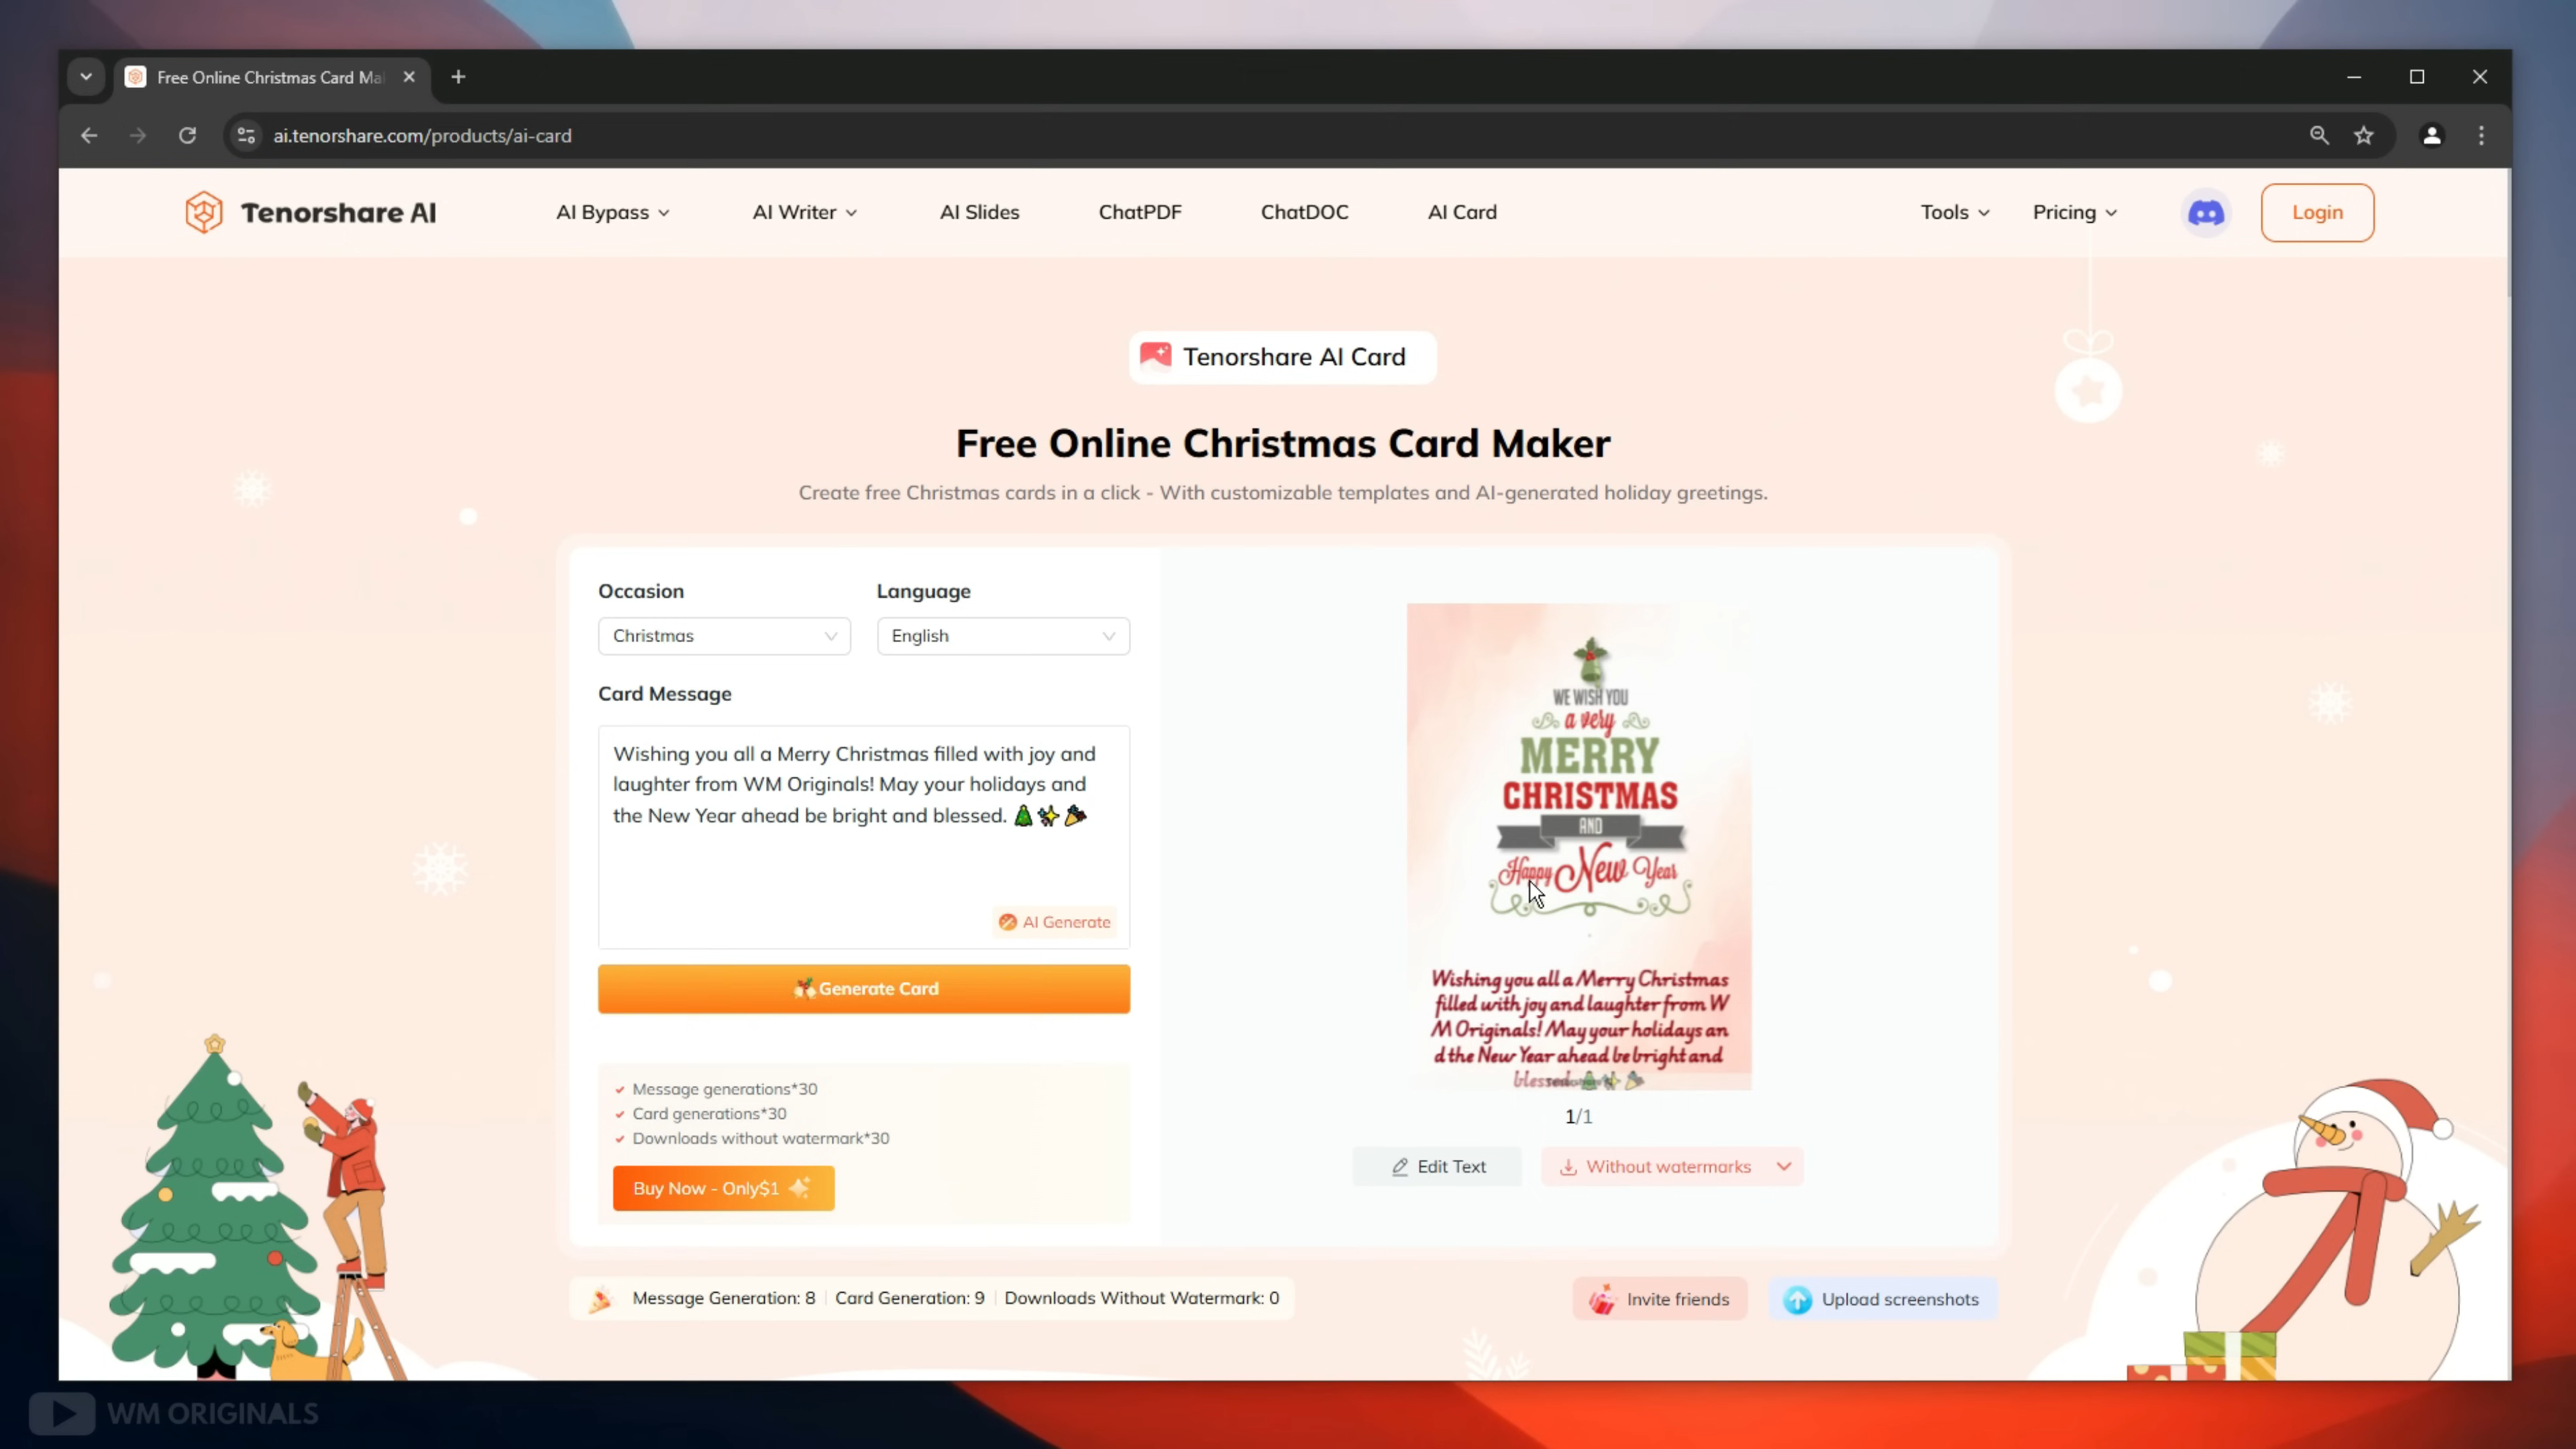 Free Online Christmas Card Ma
ai.tenorshare.com/products/ai-card
Tenorshare AI
AI Bypass
AI Writer
AI Slides
ChatPDF
ChatDOC
AI Card
Tools
Pricing
Login
Tenorshare AI Card
Free Online Christmas Card Maker
Create free Christmas cards in a click - With customizable templates and AI-generated holiday greetings.
Occasion
Language
Christmas
English
Card Message
Wishing you all a Merry Christmas filled with joy and
laughter from WM Originals! May your holidays and
the New Year ahead be bright and blessed. 🎄✨🎉
AI Generate
Generate Card
Message generations*30
Card generations*30
Downloads without watermark*30
Buy Now - Only$1
WE WISH YOU
a very
MERRY
CHRISTMAS
AND
Happy New Year
Wishing you all a Merry Christmas
filled with joy and laughter from W
M Originals! May your holidays an
d the New Year ahead be bright and
blessed. 🎄✨🎉
1/1
Edit Text
Without watermarks
Message Generation: 8
Card Generation: 9
Downloads Without Watermark: 0
Invite friends
Upload screenshots
WM ORIGINALS